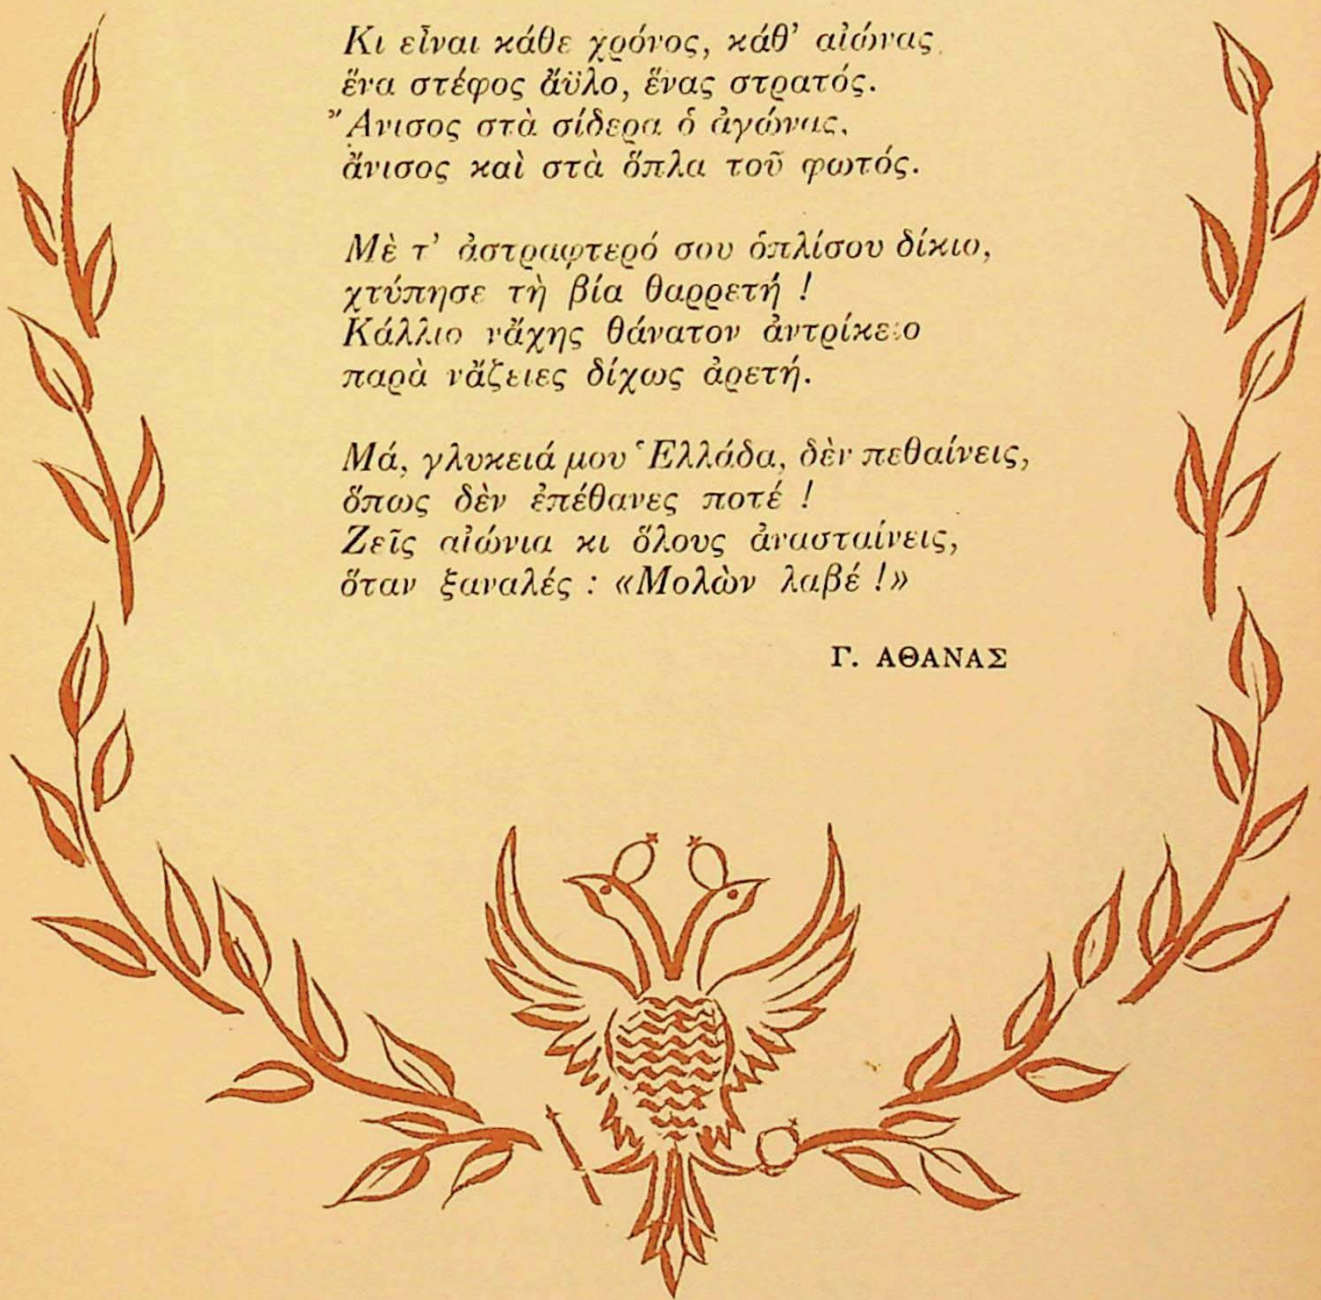 Κι εἶναι κάθε χρόνος, κάθ’ αἰώνας
ἕνα στέφος ἄϋλο, ἕνας στρατός.
Ἄνισος στὰ σίδερα ὁ ἀγώνας,
ἄνισος καὶ στὰ ὅπλα τοῦ φωτός.
Μὲ τ’ ἀστραφτερό σου ὁπλίσου δίκιο,
χτύπησε τὴ βία θαρρετή !
Κάλλιο νἄχης θάνατον ἀντρίκειο
παρὰ νἄζειες δίχως ἀρετή.
Μά, γλυκειά μου Ἑλλάδα, δὲν πεθαίνεις,
ὅπως δὲν ἐπέθανες ποτέ !
Ζεῖς αἰώνια κι ὅλους ἀνασταίνεις,
ὅταν ξαναλές : «Μολὼν λαβέ !»
Γ. ΑΘΑΝΑΣ